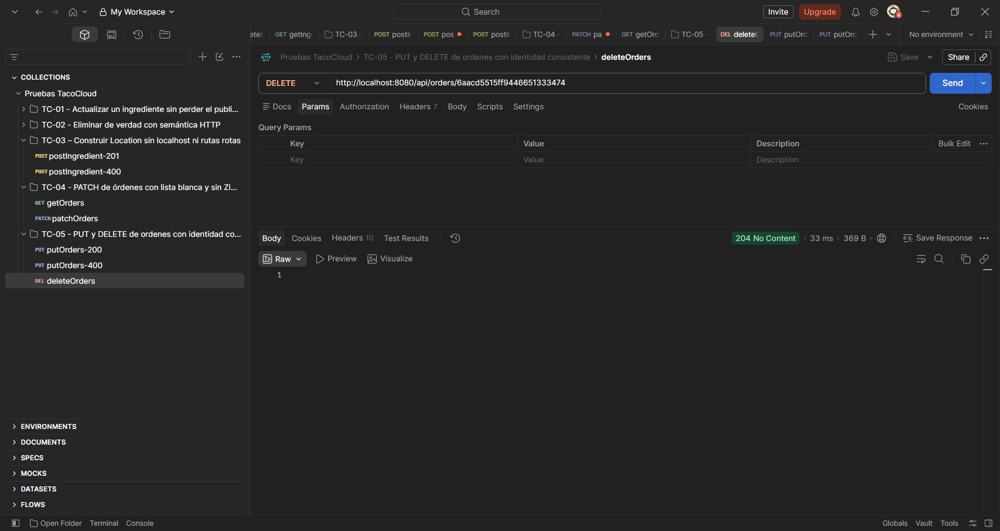 My Workspace
Search
Invite
Upgrade
GET getIng
TC-03 -
POST postIr
POST pos
POST postIr
TC-04 -
PATCH pa
GET getOrd
TC-05 -
DEL delete
PUT putOrd
PUT putOrd
No environment
HTTP
Pruebas TacoCloud > TC-05 - PUT y DELETE de ordenes con identidad consistente > deleteOrders
Save
Share
COLLECTIONS
Pruebas TacoCloud
TC-01 - Actualizar un ingrediente sin perder el publi...
TC-02 - Eliminar de verdad con semántica HTTP
TC-03 – Construir Location sin localhost ni rutas rotas
POST postIngredient-201
POST postIngredient-400
TC-04 - PATCH de órdenes con lista blanca y sin ZI...
GET getOrders
PATCH patchOrders
TC-05 - PUT y DELETE de ordenes con identidad co...
PUT putOrders-200
PUT putOrders-400
DEL deleteOrders
ENVIRONMENTS
DOCUMENTS
SPECS
MOCKS
DATASETS
FLOWS
DELETE
http://localhost:8080/api/orders/6aacd5515ff9446651333474
Send
Docs
Params
Authorization
Headers 7
Body
Scripts
Settings
Cookies
Query Params
Key
Value
Description
Bulk Edit
Key
Value
Description
Body
Cookies
Headers 10
Test Results
204 No Content
33 ms
369 B
e.g. Save Response
Raw
Preview
Visualize
1
Open Folder
Terminal
Console
Globals
Vault
Tools